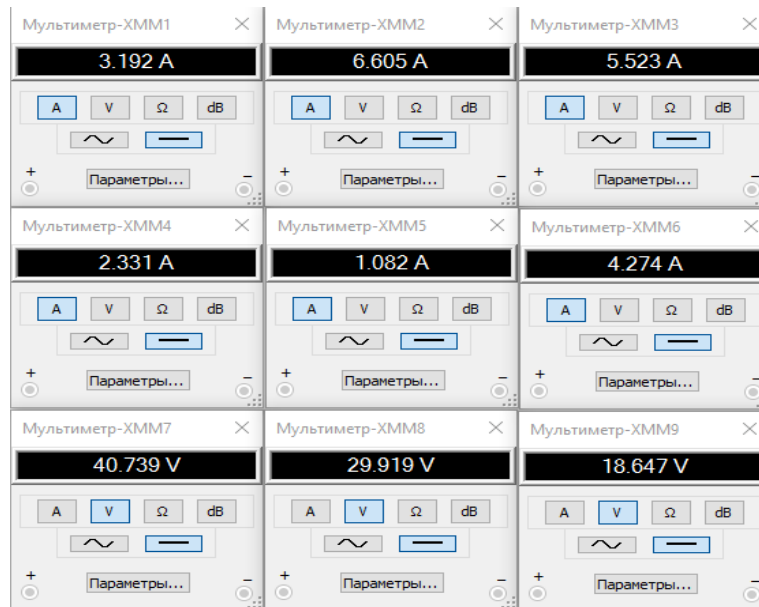 Мультиметр-XMM1 Мультиметр-XMM2 Мультиметр-XMM3
3.192 A 6.605 A 5.523 A
A V Ω dB A V Ω dB A V Ω dB
+ Параметры... − + Параметры... − + Параметры... −
Мультиметр-XMM4 Мультиметр-XMM5 Мультиметр-XMM6
2.331 A 1.082 A 4.274 A
A V Ω dB A V Ω dB A V Ω dB
+ Параметры... − + Параметры... − + Параметры... −
Мультиметр-XMM7 Мультиметр-XMM8 Мультиметр-XMM9
40.739 V 29.919 V 18.647 V
A V Ω dB A V Ω dB A V Ω dB
+ Параметры... − + Параметры... − + Параметры... −